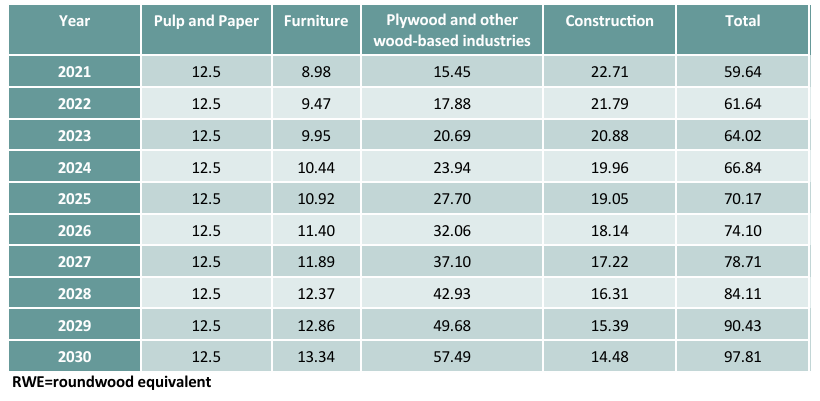 Year Pulp and Paper Furniture Plywood and other wood-based industries Construction Total
2021 12.5 8.98 15.45 22.71 59.64
2022 12.5 9.47 17.88 21.79 61.64
2023 12.5 9.95 20.69 20.88 64.02
2024 12.5 10.44 23.94 19.96 66.84
2025 12.5 10.92 27.70 19.05 70.17
2026 12.5 11.40 32.06 18.14 74.10
2027 12.5 11.89 37.10 17.22 78.71
2028 12.5 12.37 42.93 16.31 84.11
2029 12.5 12.86 49.68 15.39 90.43
2030 12.5 13.34 57.49 14.48 97.81
RWE=roundwood equivalent